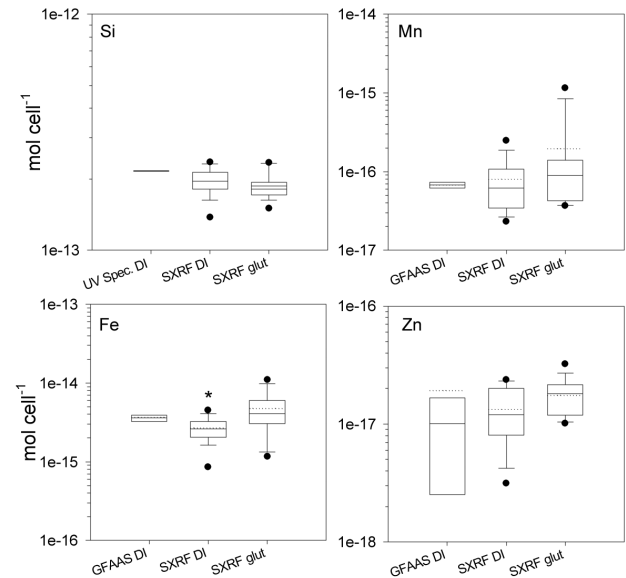 Si
1e-12
1e-13
mol cell-1
UV Spec. DI
SXRF DI
SXRF glut
Mn
1e-14
1e-15
1e-16
1e-17
GFAAS DI
SXRF DI
SXRF glut
Fe
1e-13
1e-14
*
1e-15
1e-16
mol cell-1
GFAAS DI
SXRF DI
SXRF glut
Zn
1e-16
1e-17
1e-18
GFAAS DI
SXRF DI
SXRF glut